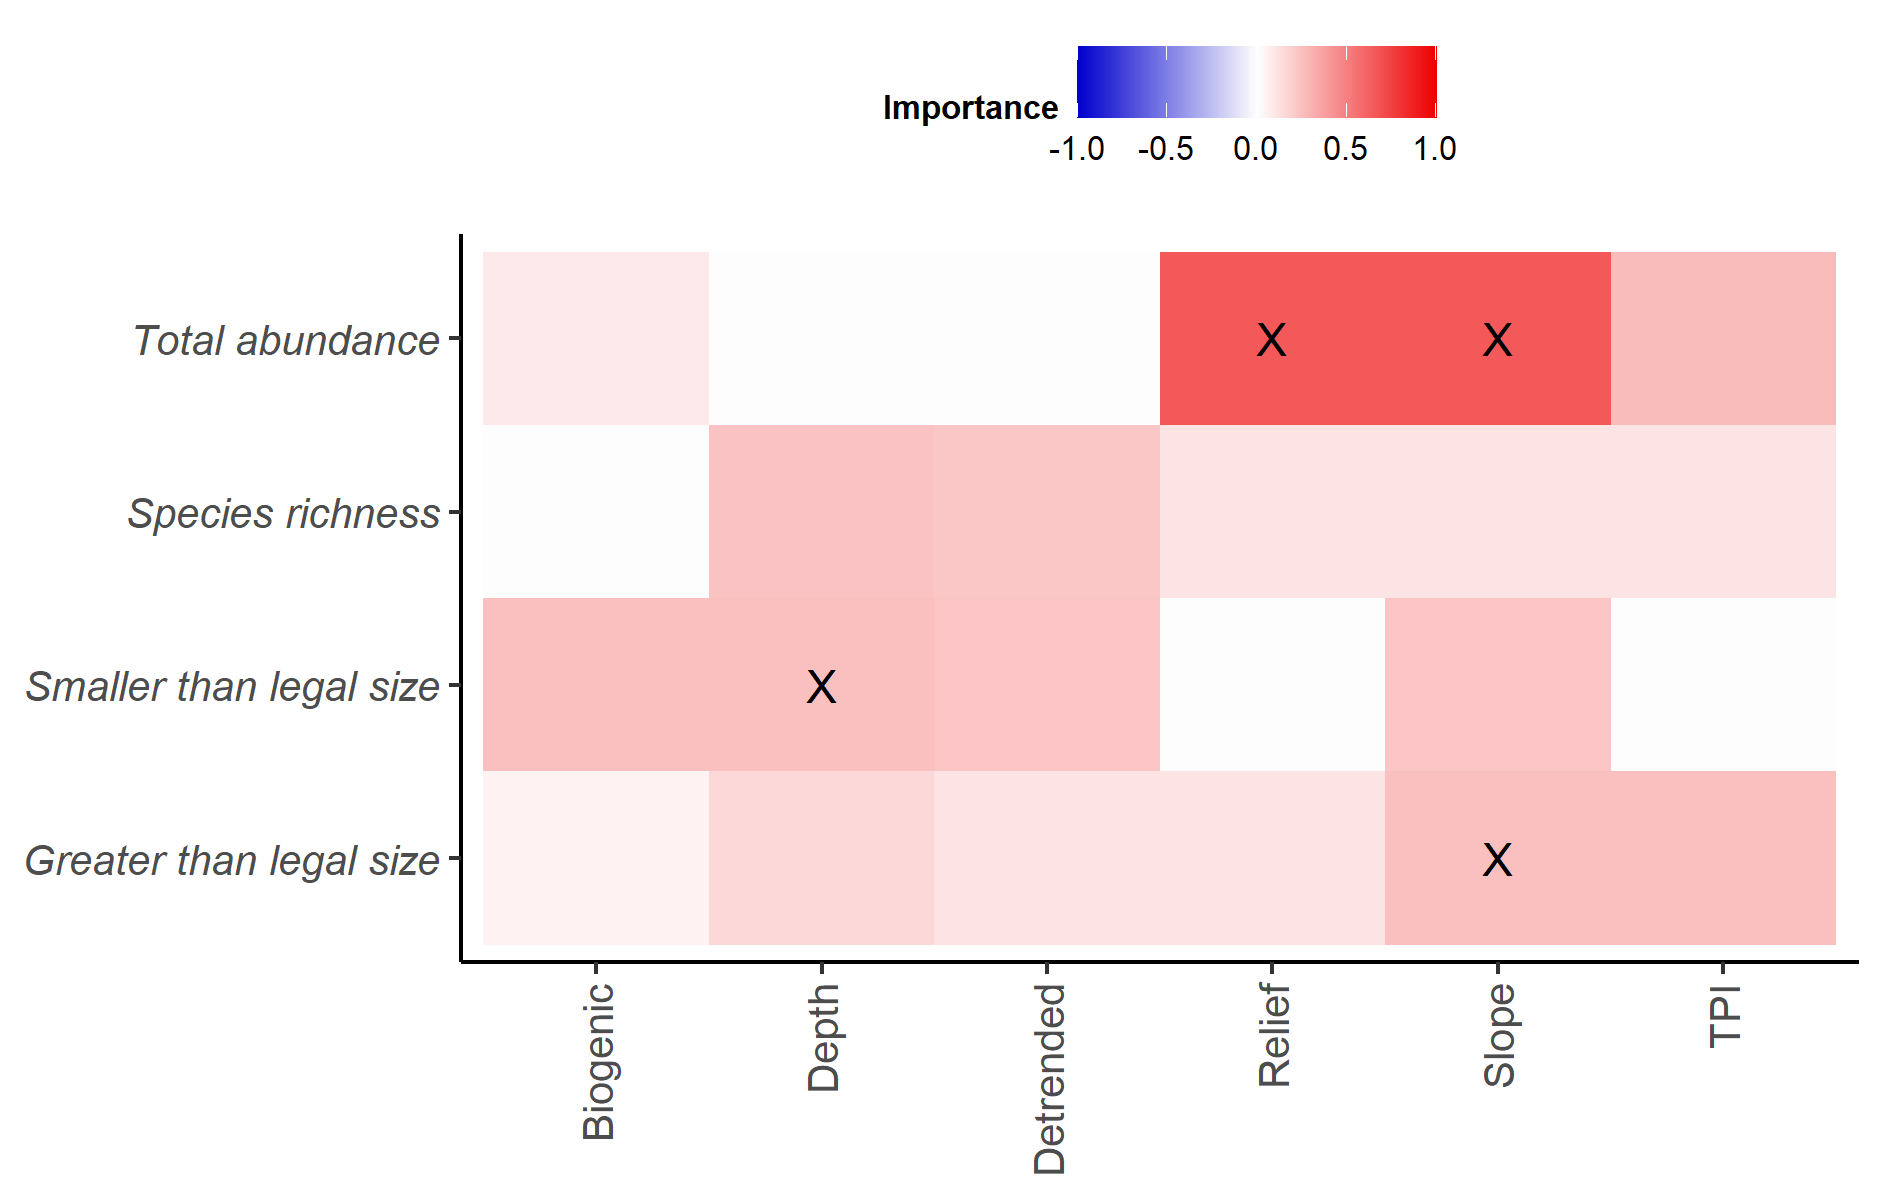 Importance
-1.0 -0.5 0.0 0.5 1.0
Total abundance X X
Species richness
Smaller than legal size X
Greater than legal size X
Biogenic Depth Detrended Relief Slope TPI